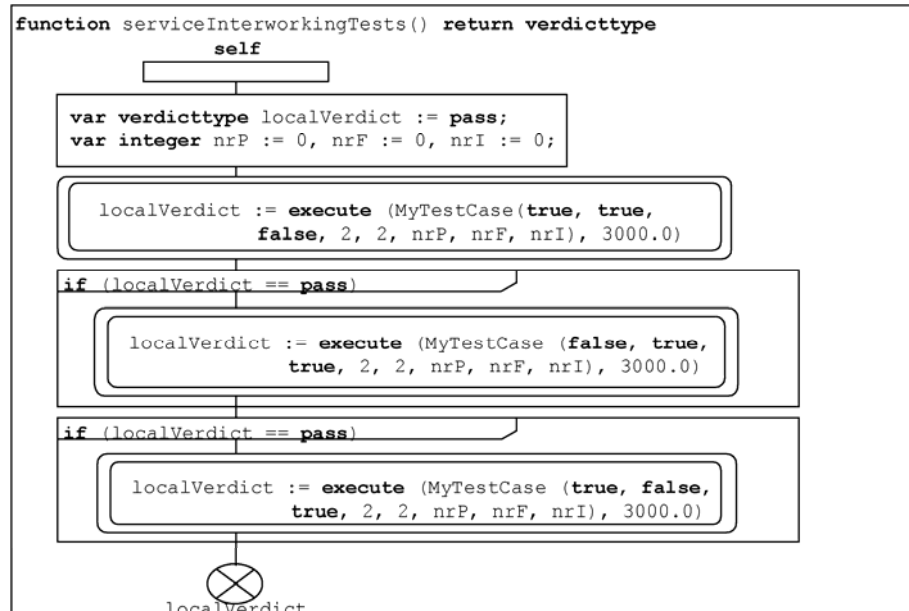 function serviceInterworkingTests() return verdicttype
self
var verdicttype localVerdict := pass;
var integer nrP := 0, nrF := 0, nrI := 0;
localVerdict := execute (MyTestCase(true, true,
false, 2, 2, nrP, nrF, nrI), 3000.0)
if (localVerdict == pass)
localVerdict := execute (MyTestCase (false, true,
true, 2, 2, nrP, nrF, nrI), 3000.0)
if (localVerdict == pass)
localVerdict := execute (MyTestCase (true, false,
true, 2, 2, nrP, nrF, nrI), 3000.0)
localVerdict